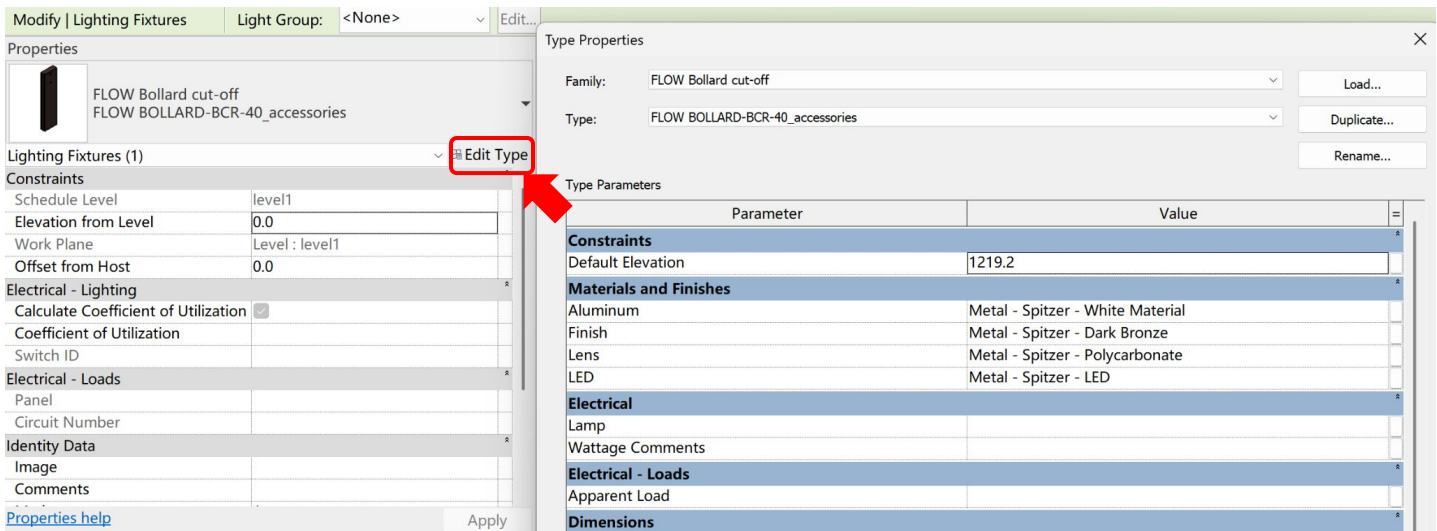 Modify | Lighting Fixtures Light Group: <None> Edit...
Properties
FLOW Bollard cut-off
FLOW BOLLARD-BCR-40_accessories
Lighting Fixtures (1) Edit Type
Constraints
Schedule Level level1
Elevation from Level 0.0
Work Plane Level : level1
Offset from Host 0.0
Electrical - Lighting
Calculate Coefficient of Utilization
Coefficient of Utilization
Switch ID
Electrical - Loads
Panel
Circuit Number
Identity Data
Image
Comments
Properties help Apply
Type Properties
Family: FLOW Bollard cut-off Load...
Type: FLOW BOLLARD-BCR-40_accessories Duplicate...
Rename...
Type Parameters
Parameter Value =
Constraints
Default Elevation 1219.2
Materials and Finishes
Aluminum Metal - Spitzer - White Material
Finish Metal - Spitzer - Dark Bronze
Lens Metal - Spitzer - Polycarbonate
LED Metal - Spitzer - LED
Electrical
Lamp
Wattage Comments
Electrical - Loads
Apparent Load
Dimensions